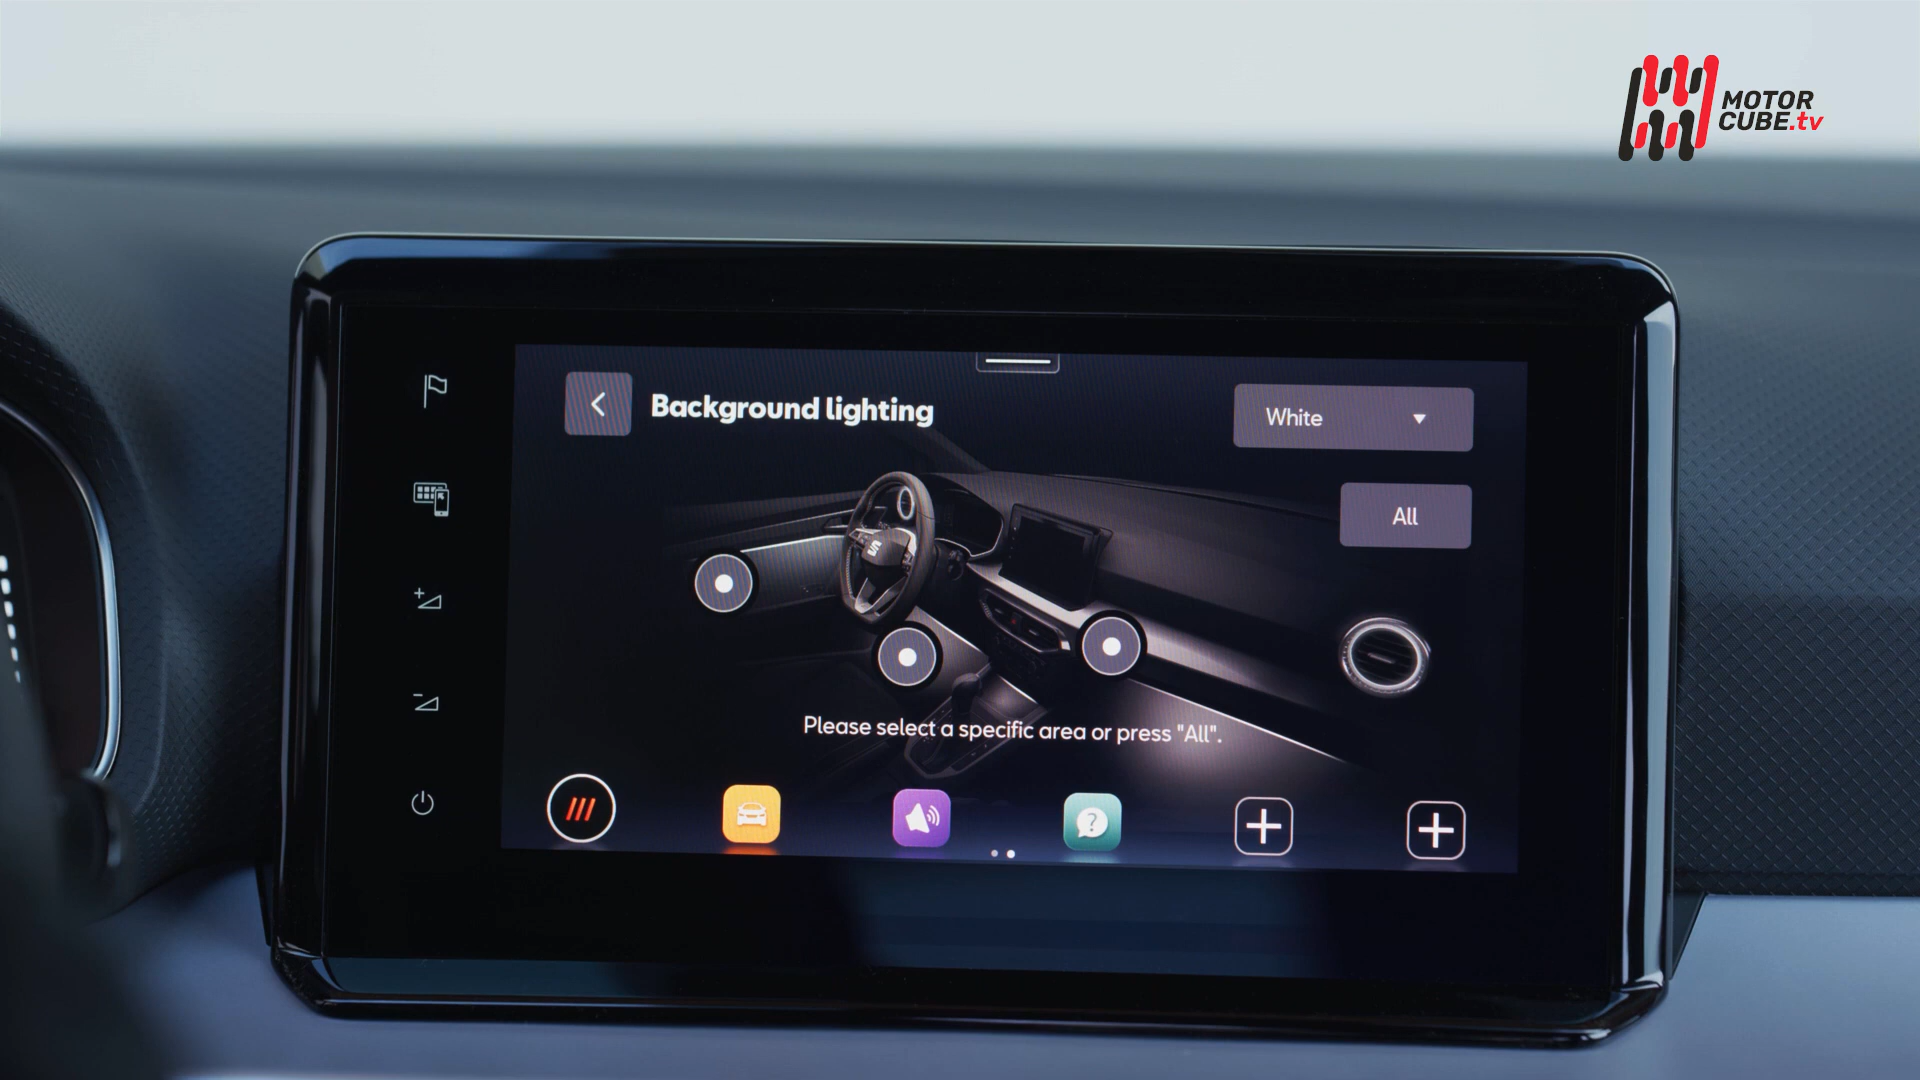 MOTOR
CUBE.tv
Background lighting
White
All
Please select a specific area or press "All".